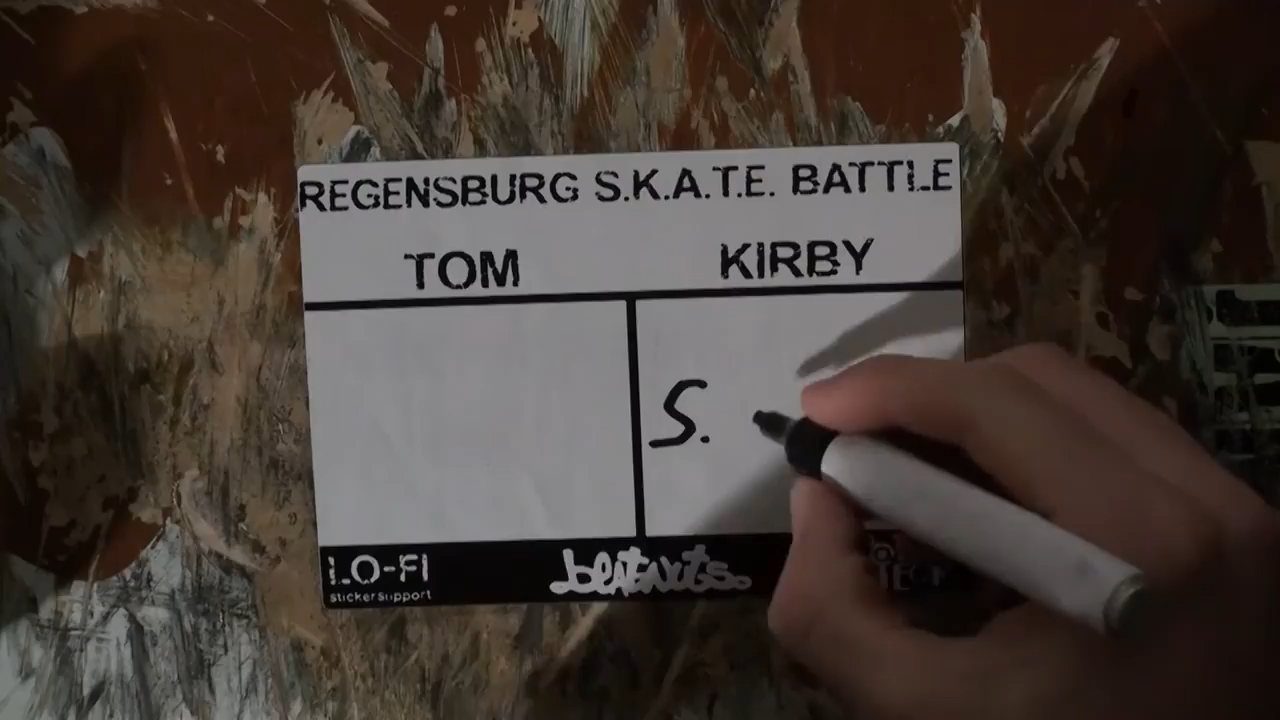 REGENSBURG S.K.A.T.E. BATTLE
TOM KIRBY
S.
LO-FI
stickersupport
beatnuts.